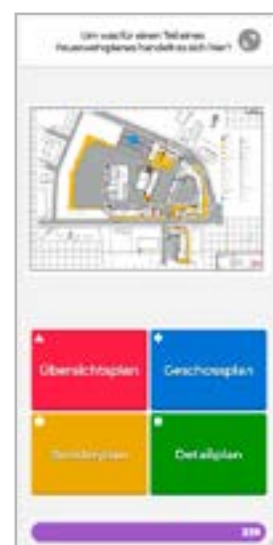 Um was für einen Teil eines
Feuerwehrplanes handelt es sich hier?
Übersichtsplan
Geschossplan
Sonderplan
Detailplan